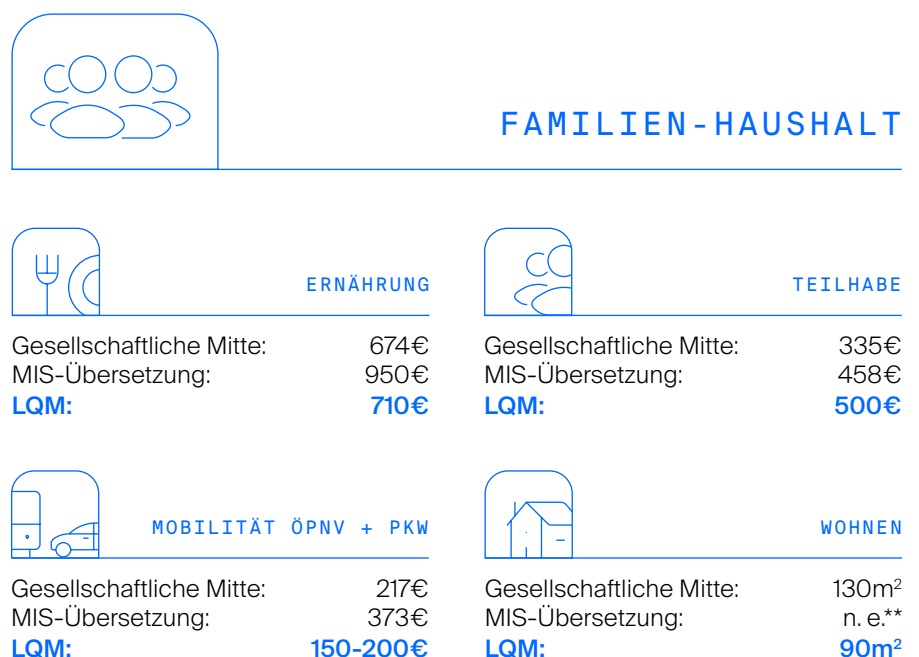 FAMILIEN-HAUSHALT
ERNÄHRUNG
Gesellschaftliche Mitte: 674€
MIS-Übersetzung: 950€
LQM: 710€
TEILHABE
Gesellschaftliche Mitte: 335€
MIS-Übersetzung: 458€
LQM: 500€
MOBILITÄT ÖPNV + PKW
Gesellschaftliche Mitte: 217€
MIS-Übersetzung: 373€
LQM: 150-200€
WOHNEN
Gesellschaftliche Mitte: 130m²
MIS-Übersetzung: n. e.**
LQM: 90m²